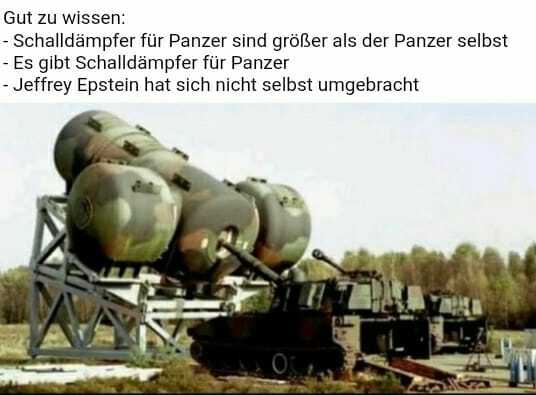 Gut zu wissen:
- Schalldämpfer für Panzer sind größer als der Panzer selbst
- Es gibt Schalldämpfer für Panzer
- Jeffrey Epstein hat sich nicht selbst umgebracht